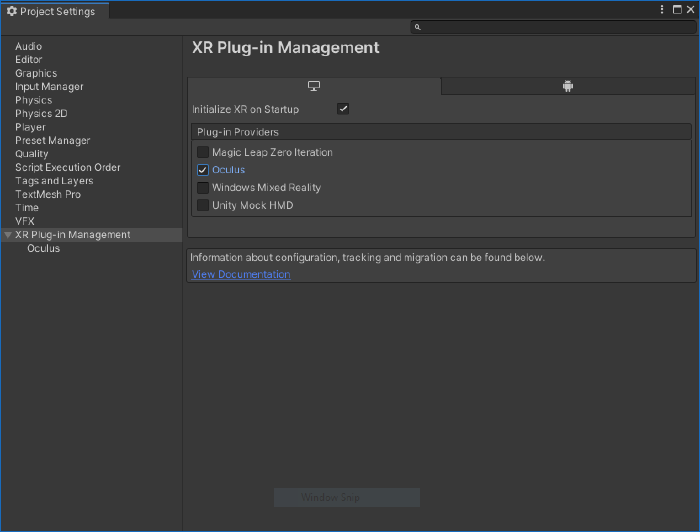 Project Settings
Audio
Editor
Graphics
Input Manager
Physics
Physics 2D
Player
Preset Manager
Quality
Script Execution Order
Tags and Layers
TextMesh Pro
Time
VFX
XR Plug-in Management
Oculus
XR Plug-in Management
Initialize XR on Startup
Plug-in Providers
Magic Leap Zero Iteration
Oculus
Windows Mixed Reality
Unity Mock HMD
Information about configuration, tracking and migration can be found below.
View Documentation
Window Snip